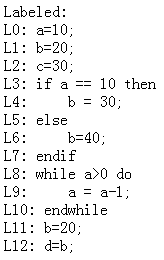 Labeled:
L0: a=10;
L1: b=20;
L2: c=30;
L3: if a == 10 then
L4:     b = 30;
L5: else
L6:     b=40;
L7: endif
L8: while a>0 do
L9:     a = a-1;
L10: endwhile
L11: b=20;
L12: d=b;